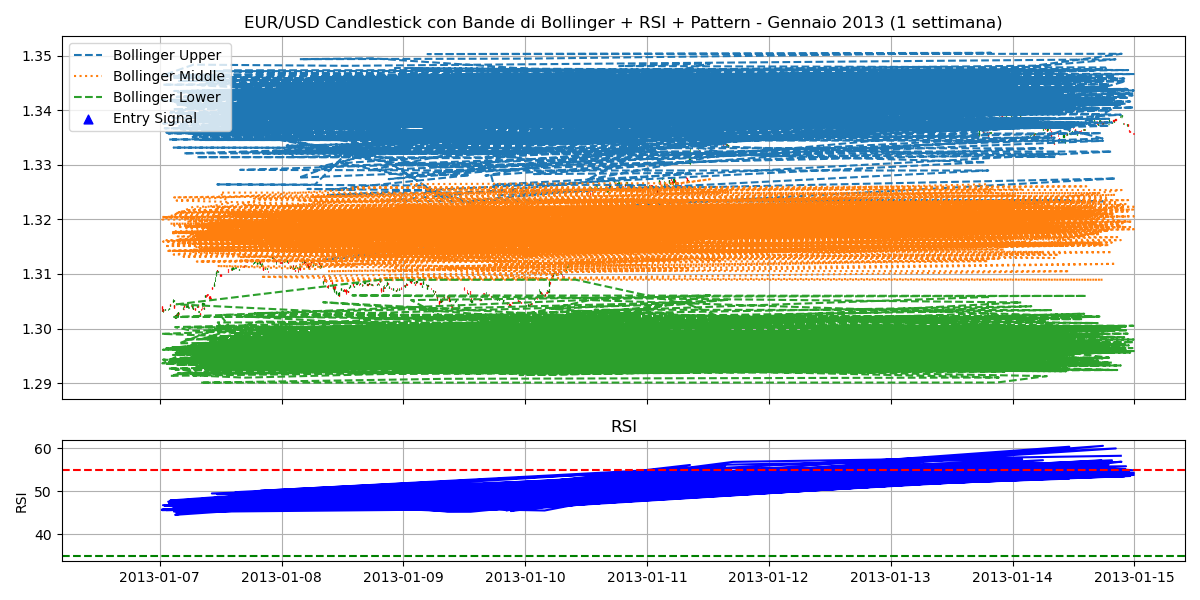 EUR/USD Candlestick con Bande di Bollinger + RSI + Pattern - Gennaio 2013 (1 settimana)
1.35
1.34
1.33
1.32
1.31
1.30
1.29
Bollinger Upper
Bollinger Middle
Bollinger Lower
Entry Signal
RSI
60
50
40
RSI
2013-01-07 2013-01-08 2013-01-09 2013-01-10 2013-01-11 2013-01-12 2013-01-13 2013-01-14 2013-01-15